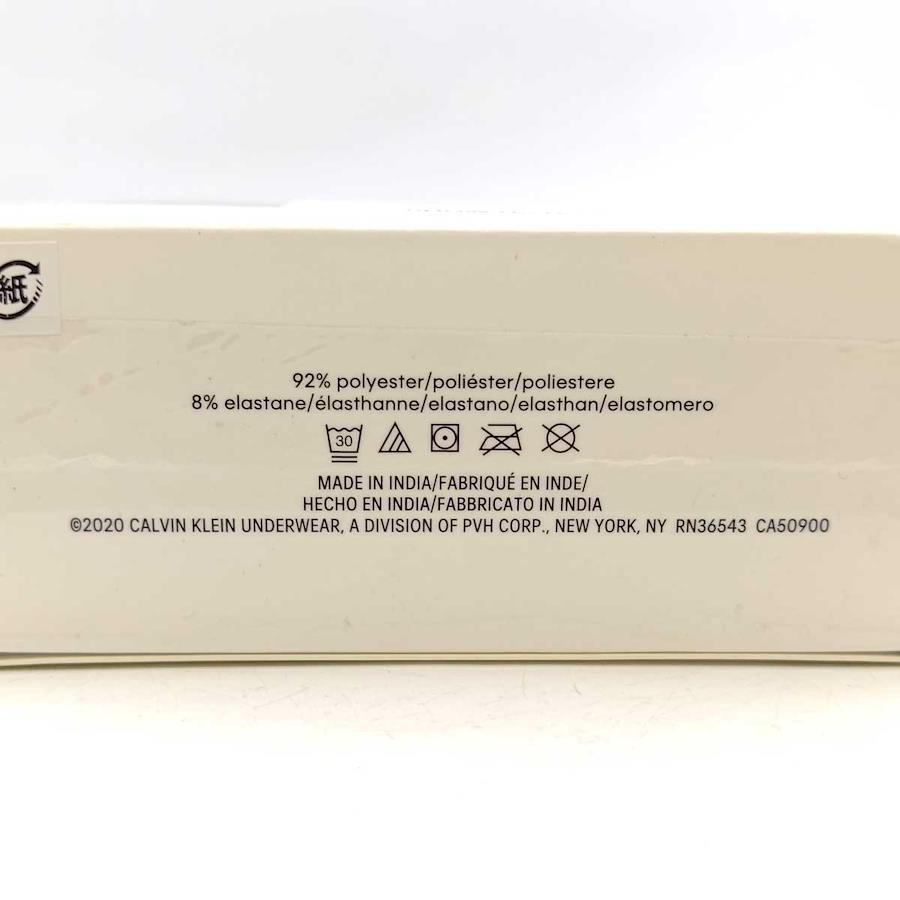 紙
92% polyester/poliéster/poliestere
8% elastane/élasthanne/elastano/elasthan/elastomero
30
MADE IN INDIA/FABRIQUÉ EN INDE/
HECHO EN INDIA/FABBRICATO IN INDIA
©2020 CALVIN KLEIN UNDERWEAR, A DIVISION OF PVH CORP., NEW YORK, NY RN36543 CA50900